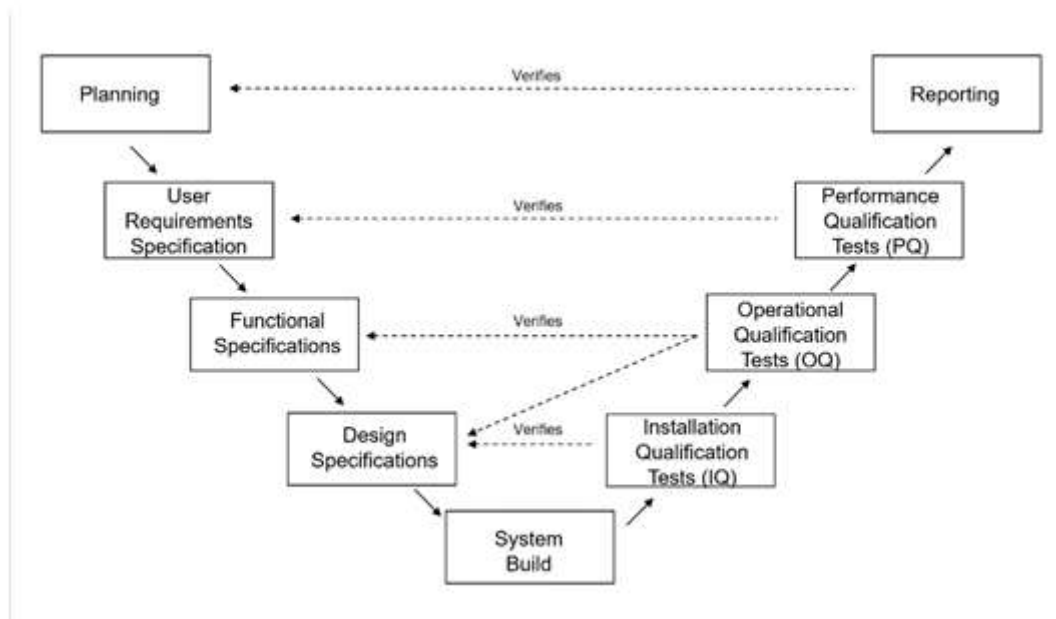 Planning
Verifies
Reporting
User
Requirements
Specification
Verifies
Performance
Qualification
Tests (PQ)
Functional
Specifications
Verifies
Operational
Qualification
Tests (OQ)
Design
Specifications
Verifies
Installation
Qualification
Tests (IQ)
System
Build